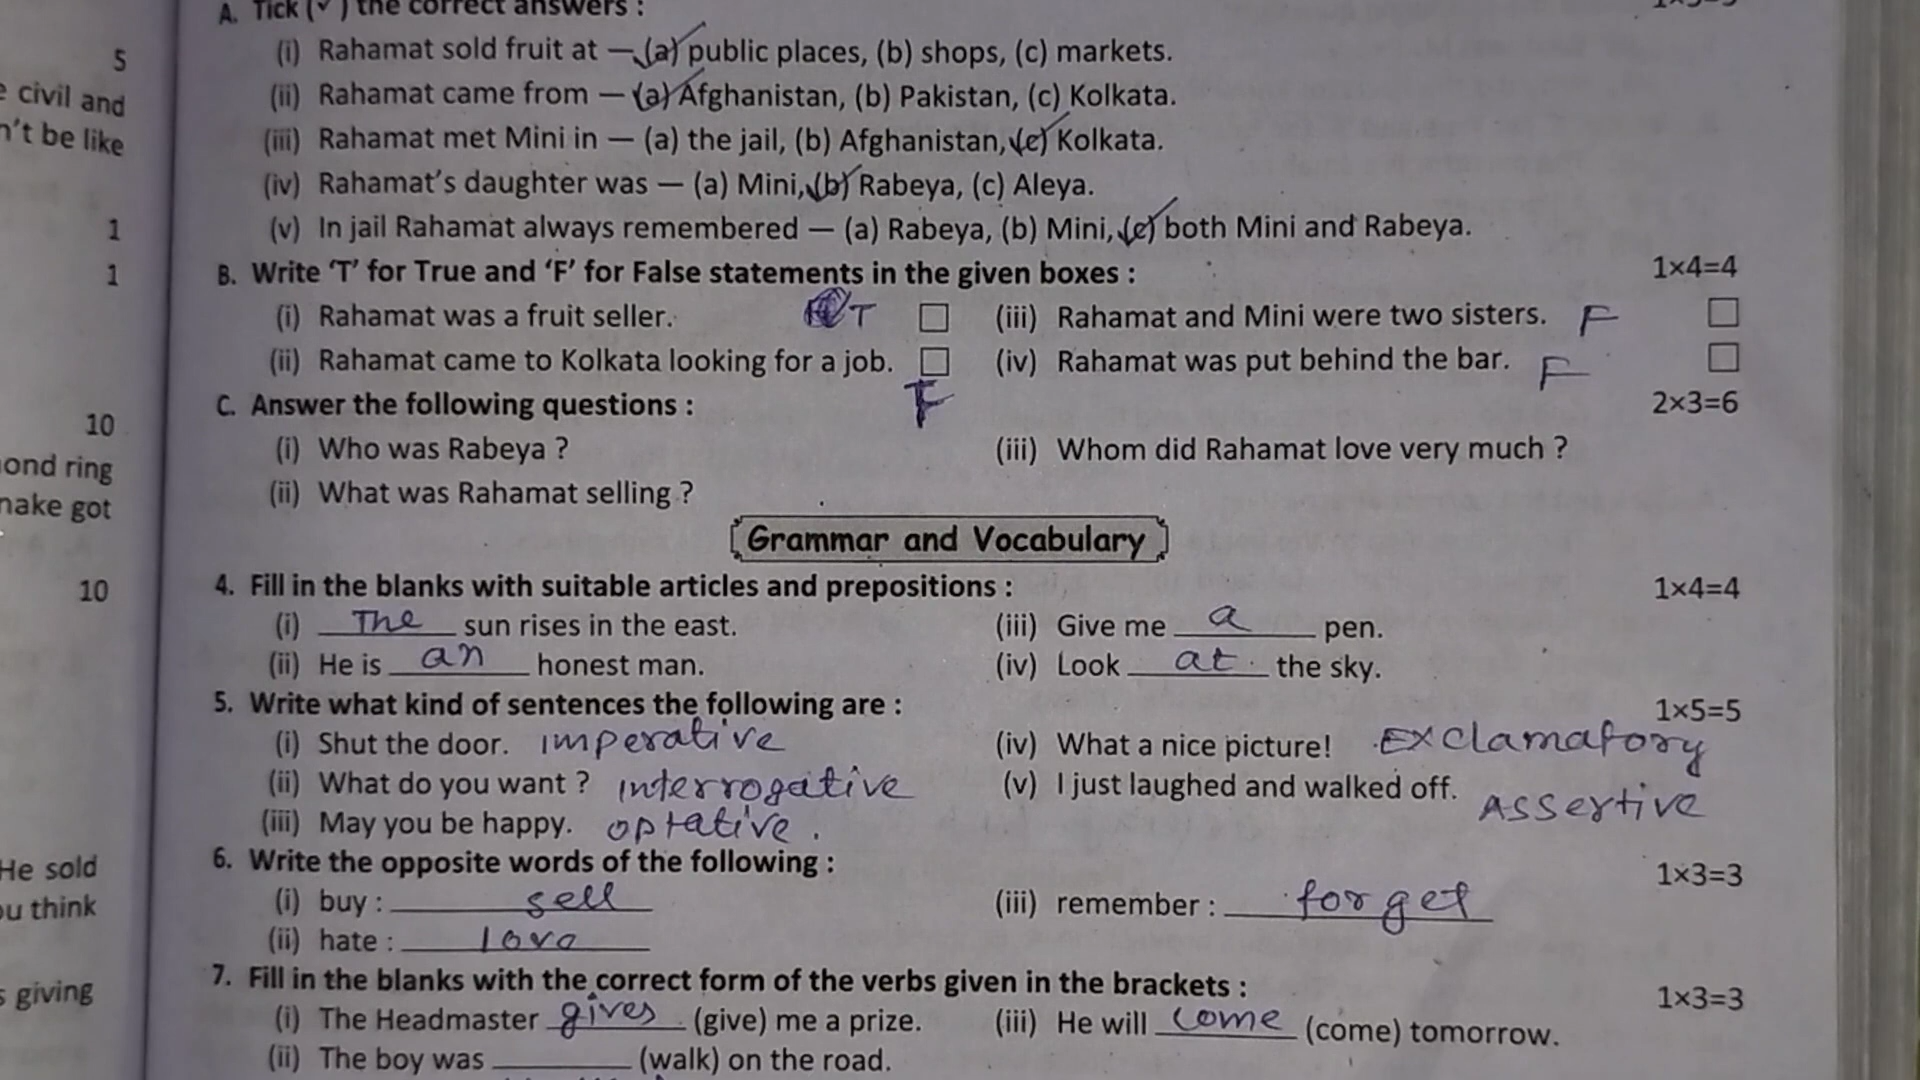 A. Tick (✓) the correct answers :
5 (i) Rahamat sold fruit at — (a) public places, (b) shops, (c) markets.
civil and (ii) Rahamat came from — (a) Afghanistan, (b) Pakistan, (c) Kolkata.
n't be like (iii) Rahamat met Mini in — (a) the jail, (b) Afghanistan, (c) Kolkata.
(iv) Rahamat's daughter was — (a) Mini, (b) Rabeya, (c) Aleya.
1 (v) In jail Rahamat always remembered — (a) Rabeya, (b) Mini, (c) both Mini and Rabeya.
1 B. Write 'T' for True and 'F' for False statements in the given boxes : 1×4=4
(i) Rahamat was a fruit seller. T □ (iii) Rahamat and Mini were two sisters. F □
(ii) Rahamat came to Kolkata looking for a job. □ (iv) Rahamat was put behind the bar. F □
F
10 C. Answer the following questions : 2×3=6
ond ring (i) Who was Rabeya ? (iii) Whom did Rahamat love very much ?
nake got (ii) What was Rahamat selling ?
Grammar and Vocabulary
10 4. Fill in the blanks with suitable articles and prepositions : 1×4=4
(i) The sun rises in the east. (iii) Give me a pen.
(ii) He is an honest man. (iv) Look at the sky.
5. Write what kind of sentences the following are : 1×5=5
(i) Shut the door. imperative (iv) What a nice picture! Exclamatory
(ii) What do you want ? interrogative (v) I just laughed and walked off. Assertive
(iii) May you be happy. optative.
He sold 6. Write the opposite words of the following : 1×3=3
ou think (i) buy : sell (iii) remember : forget
(ii) hate : love
giving 7. Fill in the blanks with the correct form of the verbs given in the brackets : 1×3=3
(i) The Headmaster gives (give) me a prize. (iii) He will come (come) tomorrow.
(ii) The boy was ______ (walk) on the road.